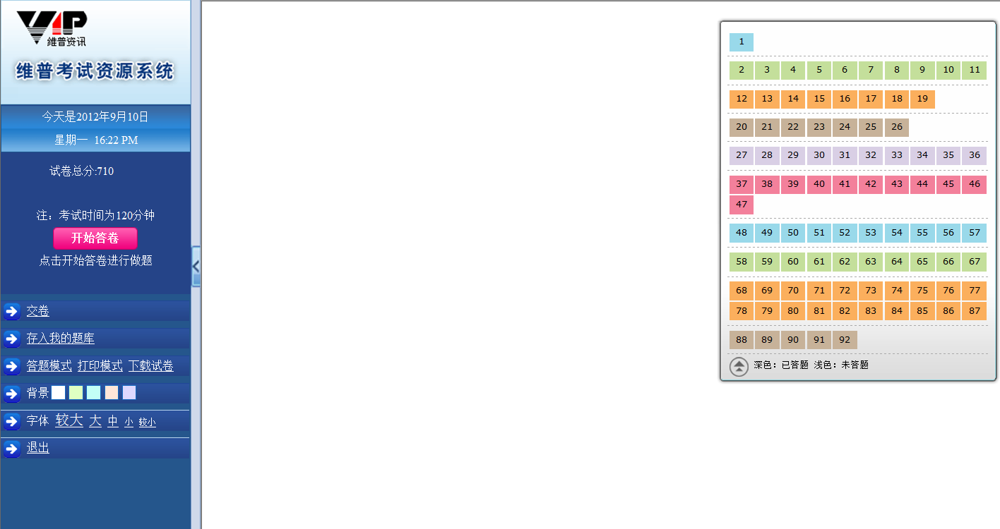 VIP
维普资讯
维普考试资源系统
今天是2012年9月10日
星期一 16:22 PM
试卷总分:710
注：考试时间为120分钟
开始答卷
点击开始答卷进行做题
交卷
存入我的题库
答题模式 打印模式 下载试卷
背景
字体 较大 大 中 小 较小
退出
1
2 3 4 5 6 7 8 9 10 11
12 13 14 15 16 17 18 19
20 21 22 23 24 25 26
27 28 29 30 31 32 33 34 35 36
37 38 39 40 41 42 43 44 45 46
47
48 49 50 51 52 53 54 55 56 57
58 59 60 61 62 63 64 65 66 67
68 69 70 71 72 73 74 75 76 77
78 79 80 81 82 83 84 85 86 87
88 89 90 91 92
深色：已答题 浅色：未答题